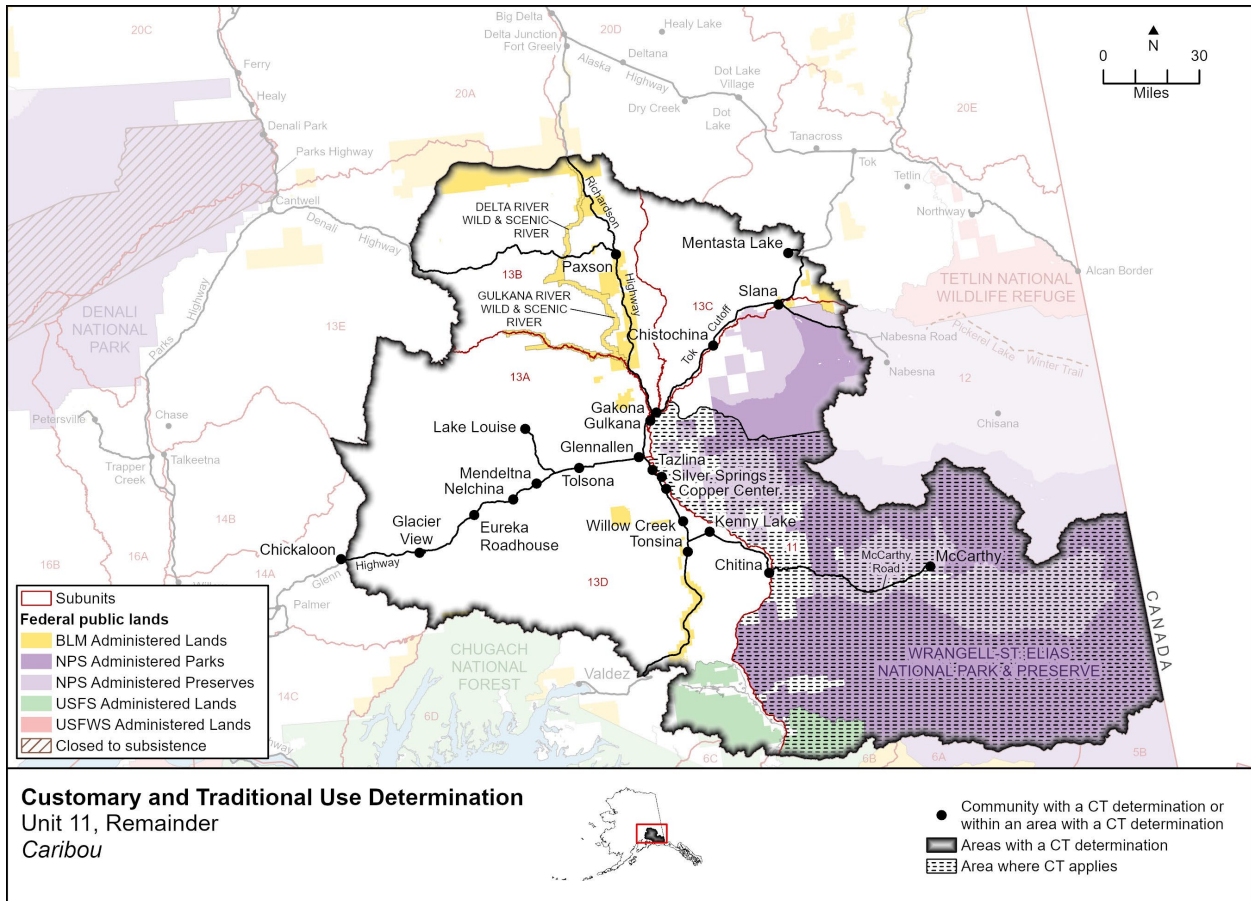 20C
Big Delta
Delta Junction
Fort Greely
20D
Healy Lake
Deltana
Alaska
Highway
Dot Lake
Village
Dry Creek
Dot
Lake
20E
N
0
30
Miles
Ferry
Healy
20A
Denali Park
Parks Highway
Cantwell
Denali
Highway
Tanacross
Tok
Tetlin
Northway
Alcan Border
TETLIN NATIONAL
WILDLIFE REFUGE
Richardson
DELTA RIVER
WILD & SCENIC
RIVER
Mentasta Lake
Paxson
13B
GULKANA RIVER
WILD & SCENIC
RIVER
Highway
13C
Slana
Chistochina
Tok
Cutoff
Nabesna Road
Nabesna
Pickerel Lake
Winter Trail
12
Chisana
DENALI
NATIONAL
PARK
13E
Parks
Highway
16B
Petersville
Chase
Trapper
Creek
Talkeetna
14B
16A
14A
16B
Palmer
Glenn
Highway
13A
Gakona
Gulkana
Lake Louise
Glennallen
Tazlina
Silver Springs
Copper Center
Mendeltna
Nelchina
Tolsona
Glacier
View
Eureka
Roadhouse
Chickaloon
Willow Creek
Tonsina
Kenny Lake
11
Chitina
McCarthy
Road
McCarthy
13D
CANADA
WRANGELL-ST. ELIAS
NATIONAL PARK & PRESERVE
CHUGACH
NATIONAL
FOREST
Valdez
14C
6D
6C
6B
6A
5B
Subunits
Federal public lands
BLM Administered Lands
NPS Administered Parks
NPS Administered Preserves
USFS Administered Lands
USFWS Administered Lands
Closed to subsistence
Customary and Traditional Use Determination
Unit 11, Remainder
Caribou
Community with a CT determination or
within an area with a CT determination
Areas with a CT determination
Area where CT applies